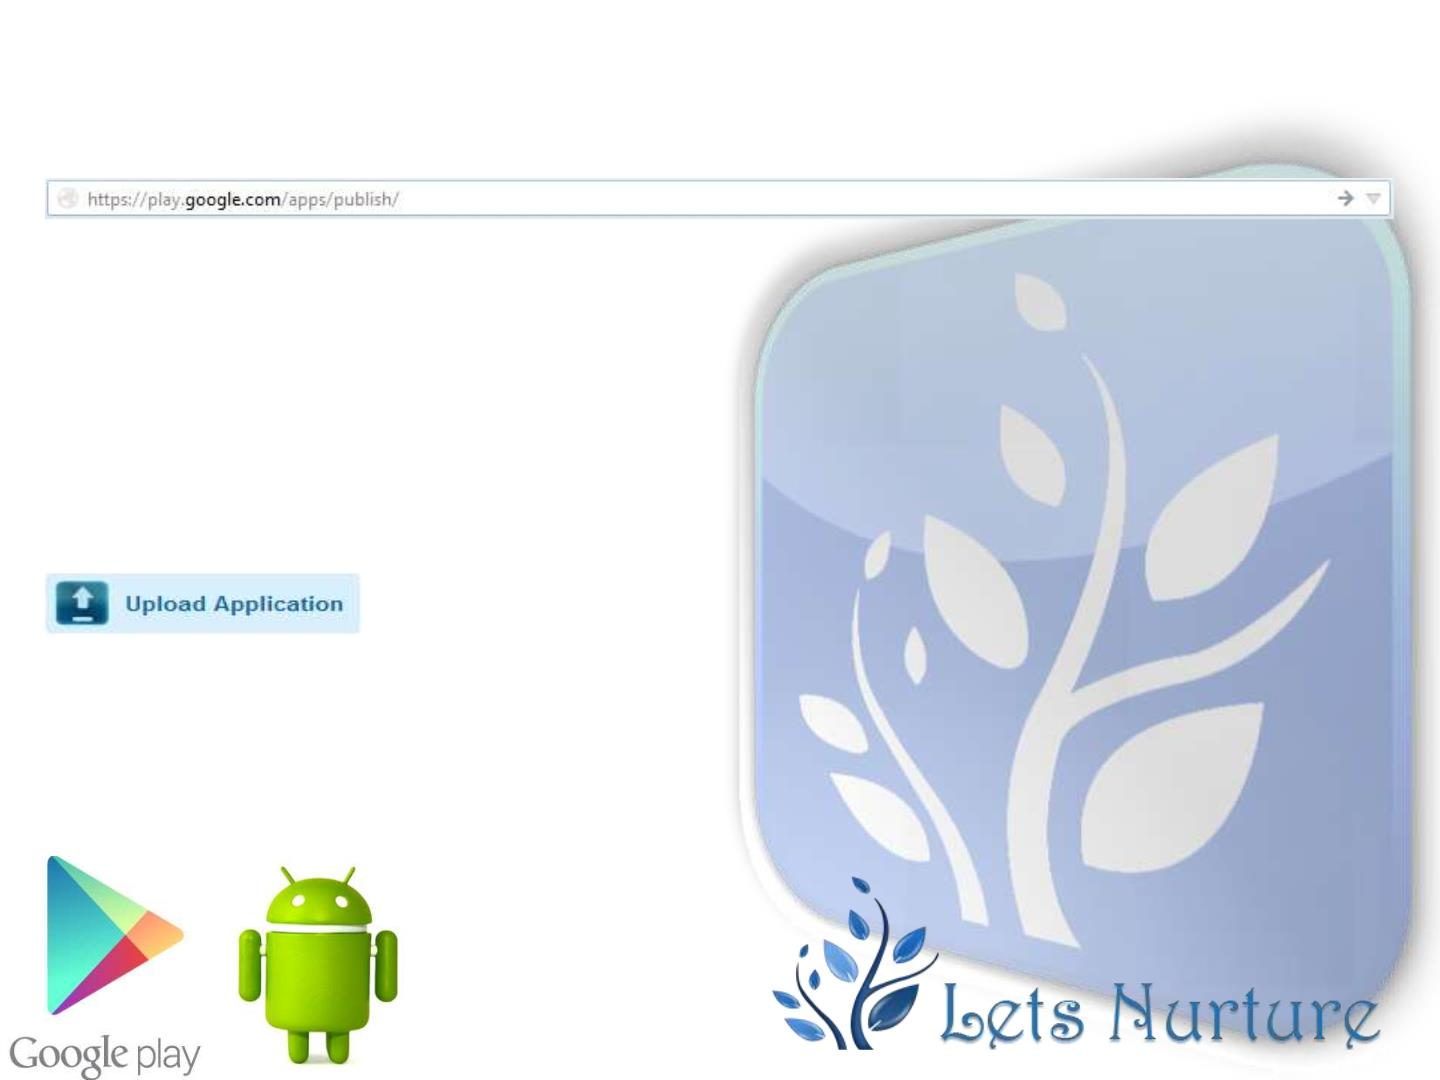 https://play.google.com/apps/publish/
Upload Application
Google play
Lets Nurture